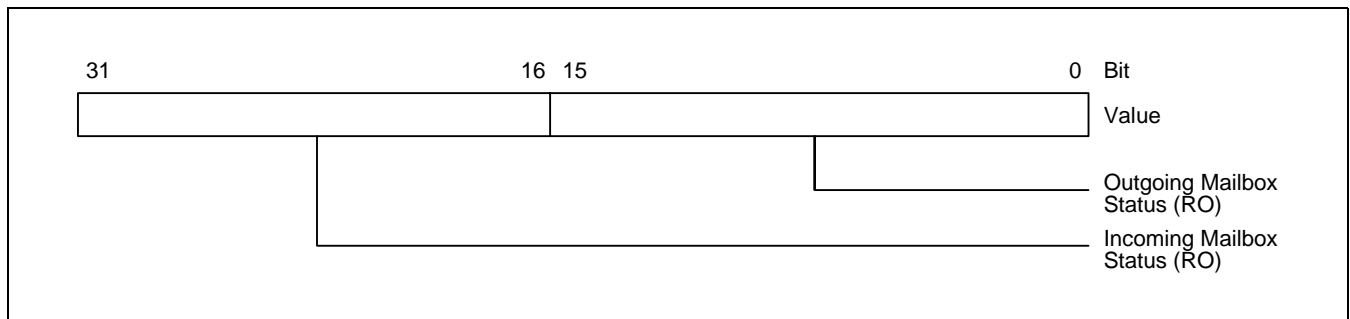 31 16 15 0 Bit
Value
Outgoing Mailbox
Status (RO)
Incoming Mailbox
Status (RO)